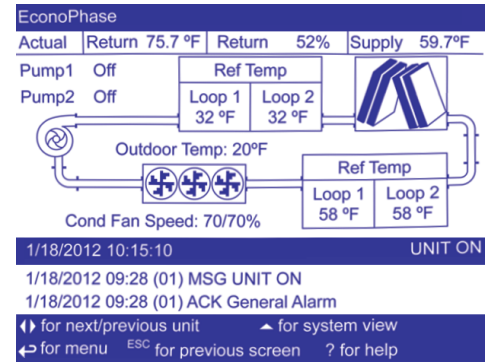 EconoPhase
Actual Return 75.7 ºF Return 52% Supply 59.7ºF
Pump1 Off
Pump2 Off
Ref Temp
Loop 1 Loop 2
32 ºF 32 ºF
Outdoor Temp: 20ºF
Ref Temp
Loop 1 Loop 2
58 ºF 58 ºF
Cond Fan Speed: 70/70%
1/18/2012 10:15:10 UNIT ON
1/18/2012 09:28 (01) MSG UNIT ON
1/18/2012 09:28 (01) ACK General Alarm
for next/previous unit for system view
for menu ESC for previous screen ? for help